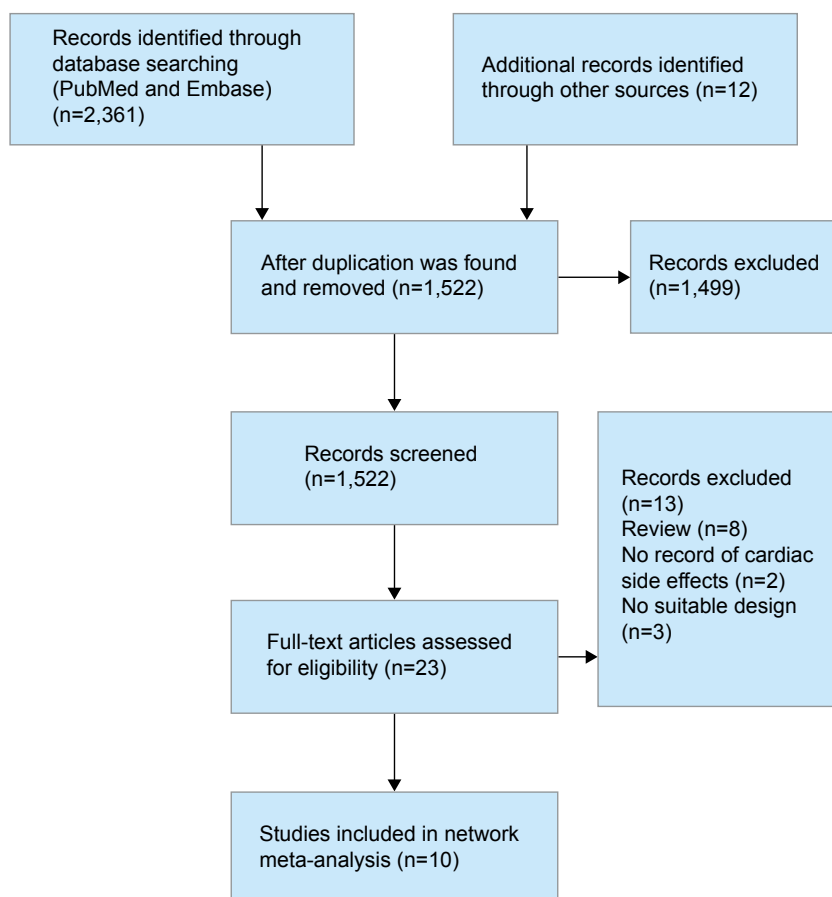 Records identified through
database searching
(PubMed and Embase)
(n=2,361)
Additional records identified
through other sources (n=12)
After duplication was found
and removed (n=1,522)
Records excluded
(n=1,499)
Records screened
(n=1,522)
Records excluded
(n=13)
Review (n=8)
No record of cardiac
side effects (n=2)
No suitable design
(n=3)
Full-text articles assessed
for eligibility (n=23)
Studies included in network
meta-analysis (n=10)